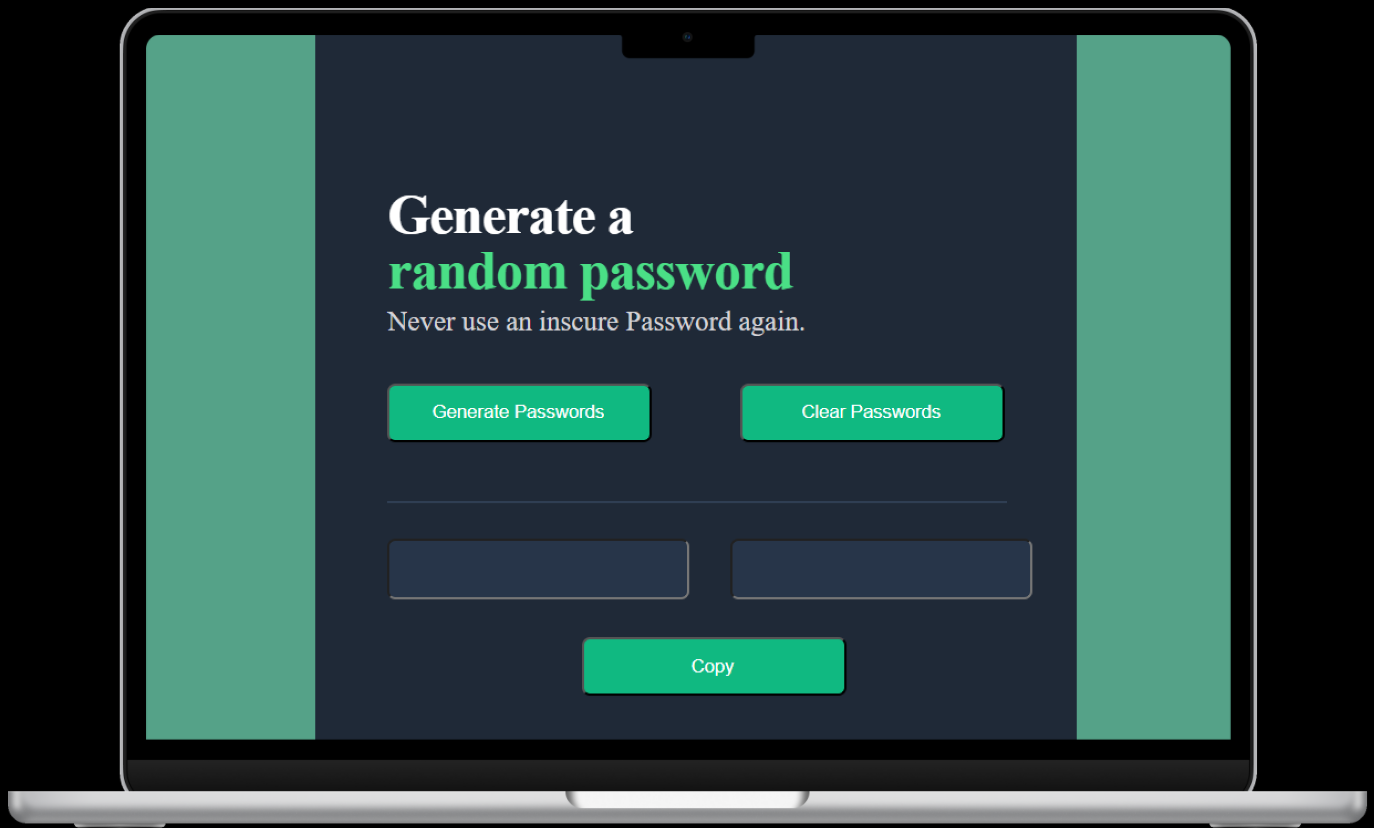 Generate a
random password
Never use an inscure Password again.
Generate Passwords
Clear Passwords
Copy